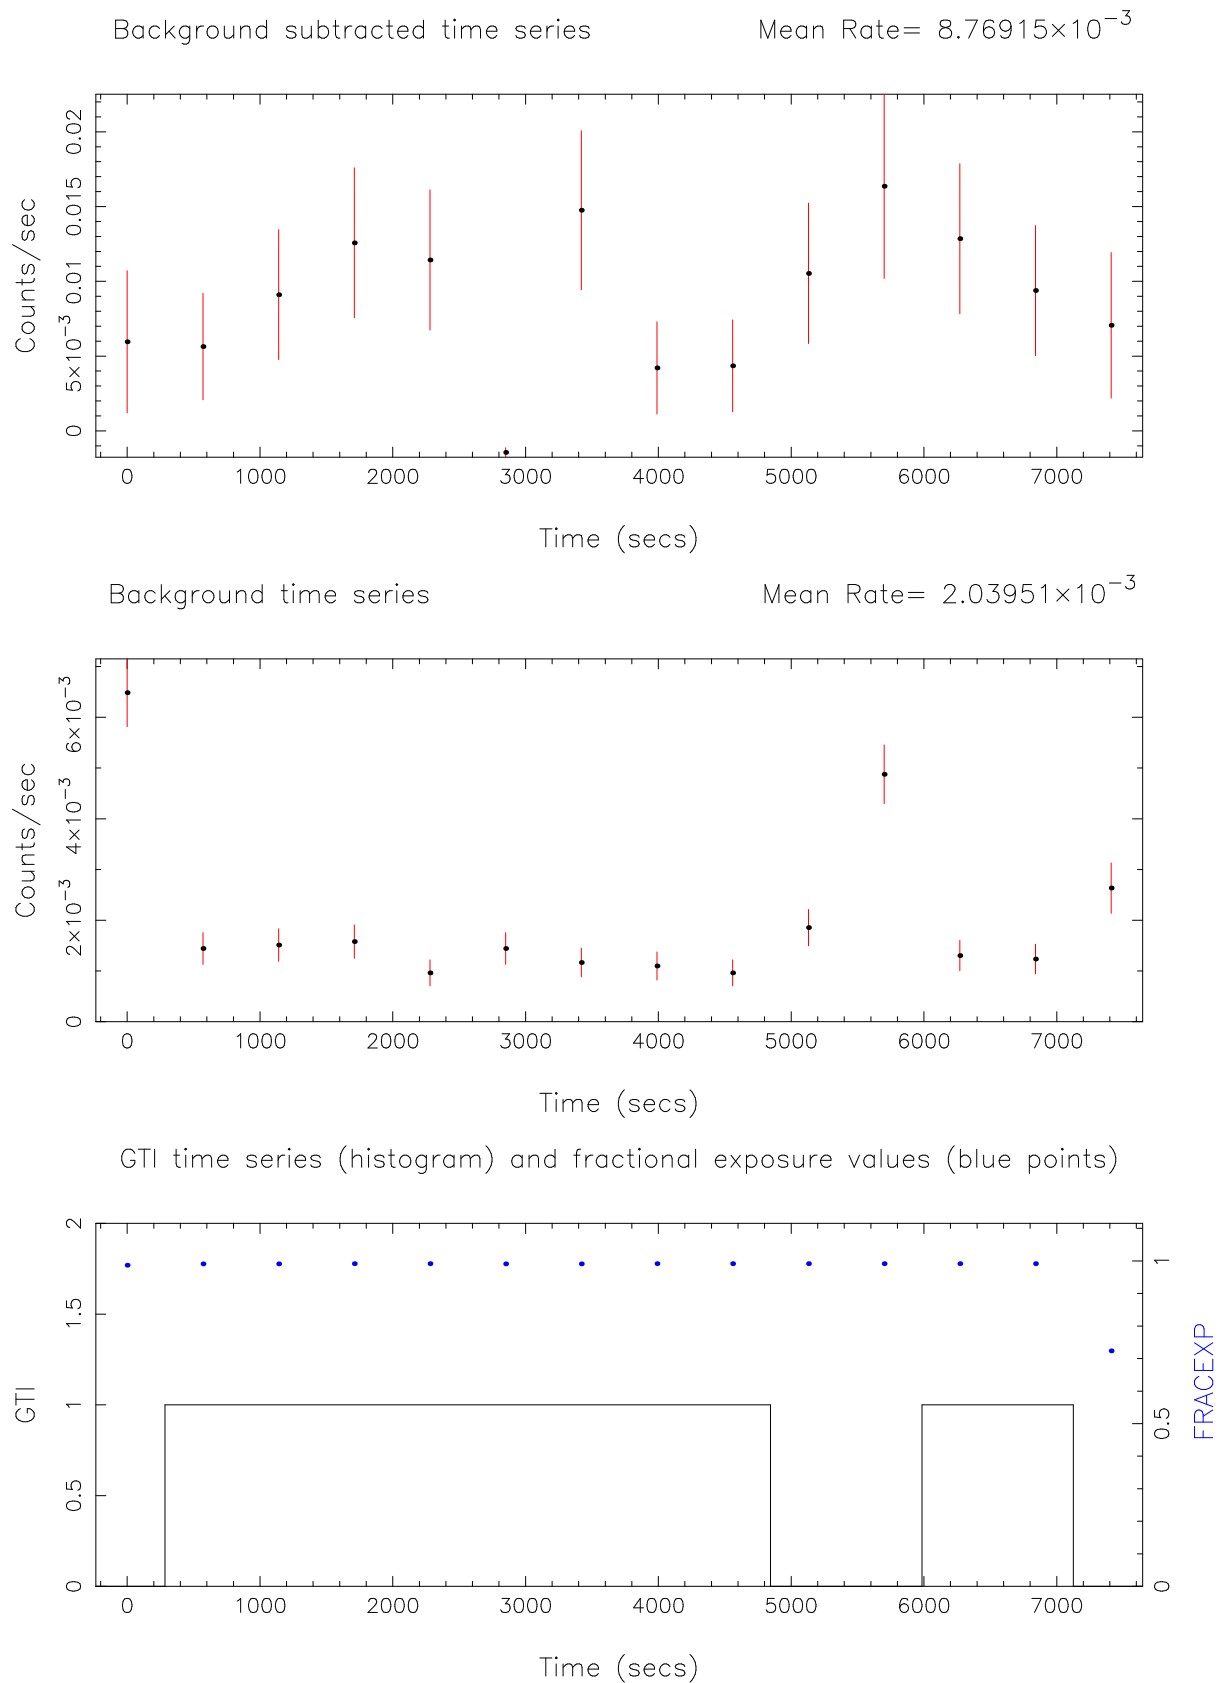 Background subtracted time series Mean Rate= 8.76915×10⁻³
Counts/sec
0 5×10⁻³ 0.01 0.015 0.02
0 1000 2000 3000 4000 5000 6000 7000
Time (secs)
Background time series Mean Rate= 2.03951×10⁻³
Counts/sec
0 2×10⁻³ 4×10⁻³ 6×10⁻³
0 1000 2000 3000 4000 5000 6000 7000
Time (secs)
GTI time series (histogram) and fractional exposure values (blue points)
GTI
0 0.5 1 1.5 2
0 0.5 1
FRACEXP
0 1000 2000 3000 4000 5000 6000 7000
Time (secs)